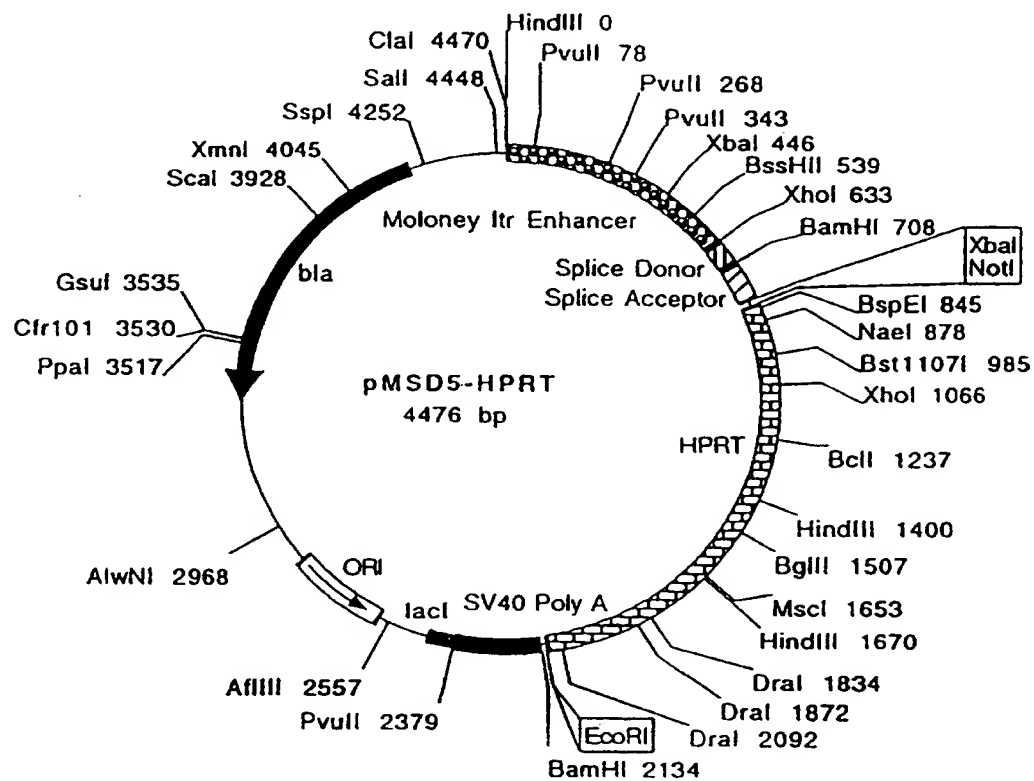 HindIII 0
ClaI 4470
PvuII 78
SalI 4448
PvuII 268
SspI 4252
PvuII 343
XbaI 446
XmnI 4045
BssHII 539
ScaI 3928
XhoI 633
Moloney ltr Enhancer
BamHI 708
XbaI
NotI
Splice Donor
bla
Splice Acceptor
GsuI 3535
BspEI 845
Cfr101 3530
NaeI 878
PpaI 3517
Bst1107I 985
pMSD5-HPRT
XhoI 1066
4476 bp
HPRT
BclI 1237
HindIII 1400
BglII 1507
AlwNI 2968
ORI
MscI 1653
lacI
SV40 Poly A
HindIII 1670
DraI 1834
AflIII 2557
DraI 1872
PvuII 2379
EcoRI
DraI 2092
BamHI 2134